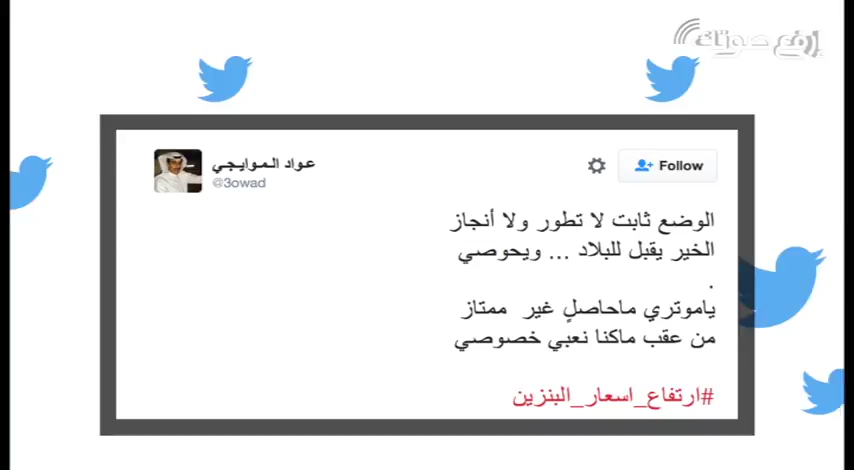 إرفع صوتك
عواد الموايجي
@3owad
Follow
الوضع ثابت لا تطور ولا أنجاز
الخير يقبل للبلاد ... ويحوصي
.
ياموتري ماحاصلٍ غير ممتاز
من عقب ماكنا نعبي خصوصي
#ارتفاع_اسعار_البنزين